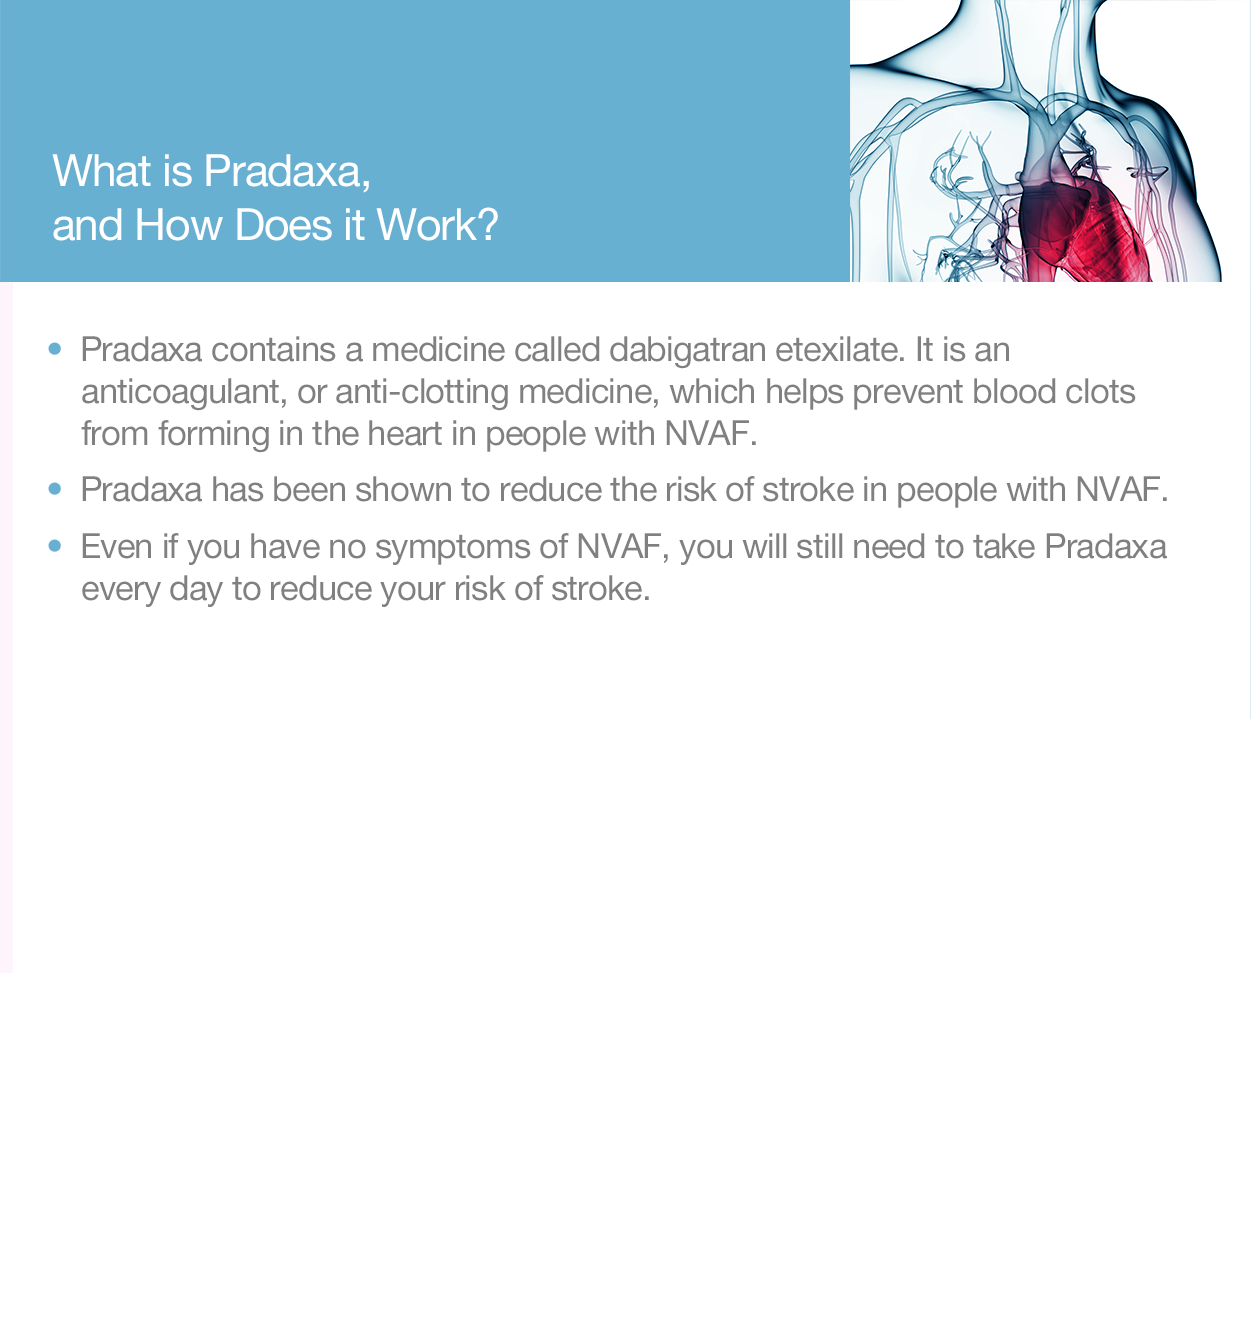 What is Pradaxa,
and How Does it Work?
• Pradaxa contains a medicine called dabigatran etexilate. It is an
anticoagulant, or anti-clotting medicine, which helps prevent blood clots
from forming in the heart in people with NVAF.
• Pradaxa has been shown to reduce the risk of stroke in people with NVAF.
• Even if you have no symptoms of NVAF, you will still need to take Pradaxa
every day to reduce your risk of stroke.